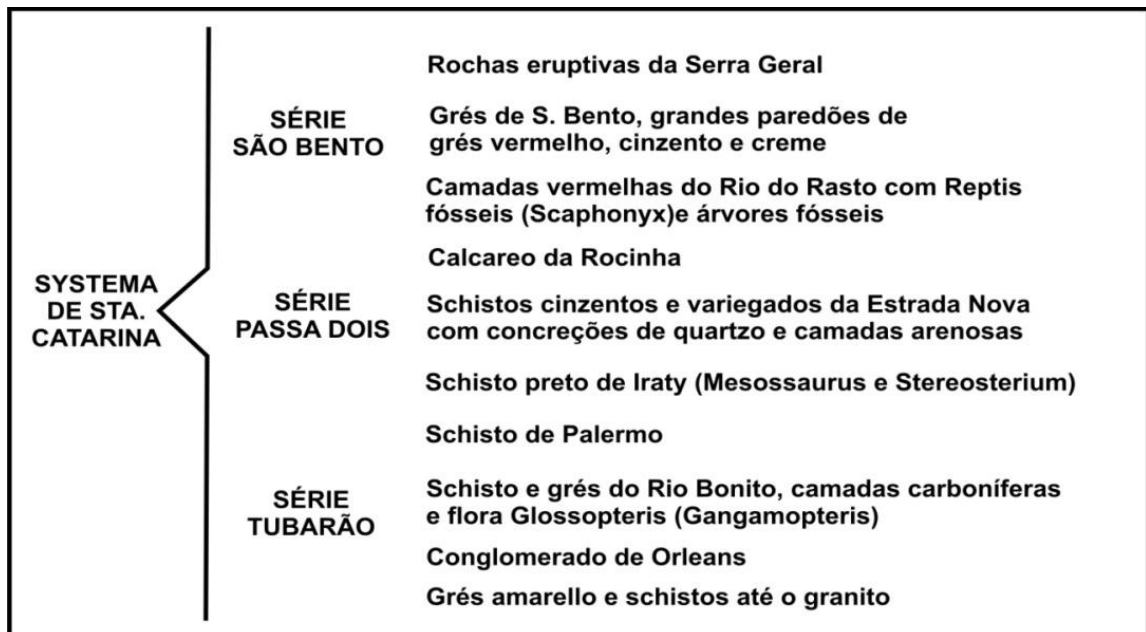 SYSTEMA
DE STA.
CATARINA
SÉRIE
SÃO BENTO
Rochas eruptivas da Serra Geral
Grés de S. Bento, grandes paredões de
grés vermelho, cinzento e creme
Camadas vermelhas do Rio do Rasto com Reptis
fósseis (Scaphonyx)e árvores fósseis
SÉRIE
PASSA DOIS
Calcareo da Rocinha
Schistos cinzentos e variegados da Estrada Nova
com concreções de quartzo e camadas arenosas
Schisto preto de Iraty (Mesossaurus e Stereosterium)
SÉRIE
TUBARÃO
Schisto de Palermo
Schisto e grés do Rio Bonito, camadas carboníferas
e flora Glossopteris (Gangamopteris)
Conglomerado de Orleans
Grés amarello e schistos até o granito